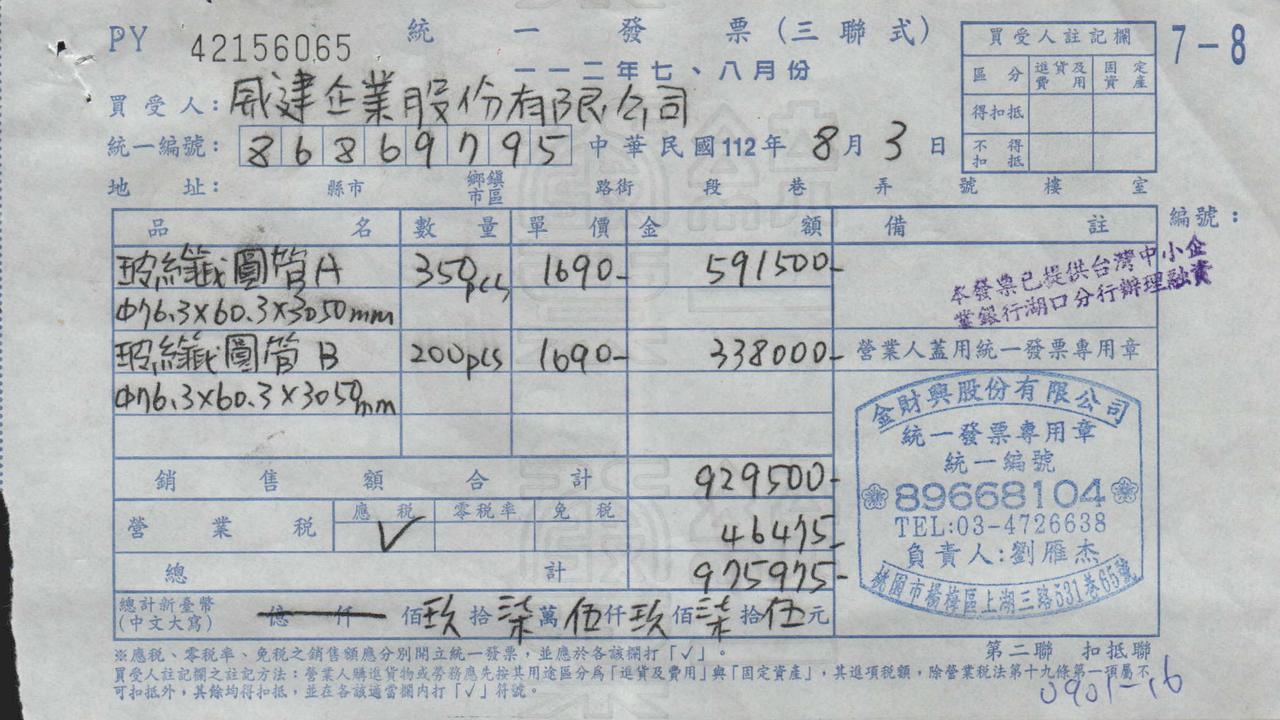 PY 42156065 統一發票(三聯式)
一一二年七、八月份
7-8
買受人註記欄
區分 進貨及費用 固定資產
得扣抵
不得扣抵
買受人:威建企業股份有限公司
統一編號:86869795 中華民國112年8月3日
地址: 縣市 鄉鎮市區 路街 段 巷 弄 號 樓 室
品名 數量 單價 金額 備註 編號:
玻纖圓管A 350pcs 1690- 591500-
Φ76.3×60.3×3050mm
本發票已提供台灣中小企
業銀行湖口分行辦理融資
玻纖圓管B 200pcs 1690- 338000- 營業人蓋用統一發票專用章
Φ76.3×60.3×3050mm
銷售額合計 929500-
營業稅 應稅 √ 零稅率 免稅 46475-
總計 975975-
總計新臺幣
(中文大寫) 億 仟 佰 玖 拾 柒 萬 伍 仟 玖 佰 柒 拾 伍 元
金財興股份有限公司
統一發票專用章
統一編號
89668104
TEL:03-4726638
負責人:劉雁杰
桃園市楊梅區上湖三路531巷65號
※應稅、零稅率、免稅之銷售額應分別開立統一發票,並應於各該欄打「√」。
第二聯 扣抵聯
買受人註記欄之註記方法:營業人購進貨物或勞務應先按其用途區分為「進貨及費用」與「固定資產」,其進項稅額,除營業稅法第十九條第一項屬不
可扣抵外,其餘均得扣抵,並在各該適當欄內打「√」符號。
0901-16